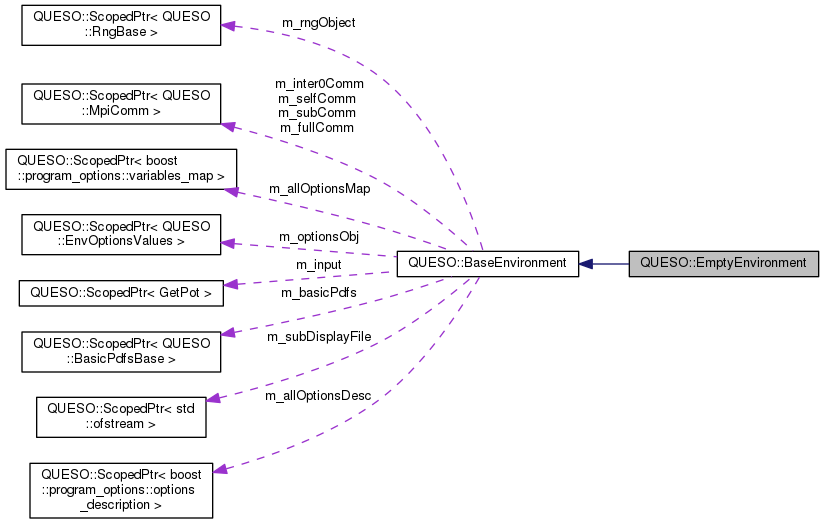 QUESO::ScopedPtr< QUESO
::RngBase >
m_rngObject
QUESO::ScopedPtr< QUESO
::MpiComm >
m_inter0Comm
m_selfComm
m_subComm
m_fullComm
QUESO::ScopedPtr< boost
::program_options::variables_map >
m_allOptionsMap
QUESO::ScopedPtr< QUESO
::EnvOptionsValues >
m_optionsObj
QUESO::BaseEnvironment
QUESO::EmptyEnvironment
m_input
QUESO::ScopedPtr< GetPot >
m_basicPdfs
QUESO::ScopedPtr< QUESO
::BasicPdfsBase >
m_subDisplayFile
QUESO::ScopedPtr< std
::ofstream >
m_allOptionsDesc
QUESO::ScopedPtr< boost
::program_options::options
_description >